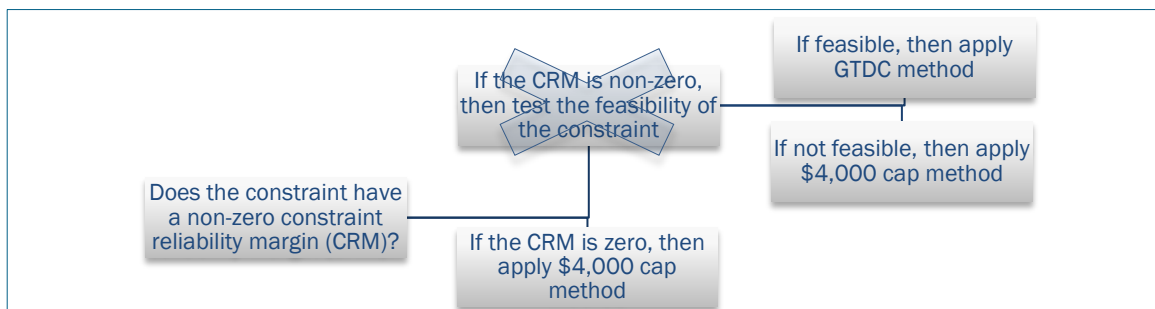 Does the constraint have
a non-zero constraint
reliability margin (CRM)?
If the CRM is non-zero,
then test the feasibility of
the constraint
If feasible, then apply
GTDC method
If not feasible, then apply
$4,000 cap method
If the CRM is zero, then
apply $4,000 cap
method